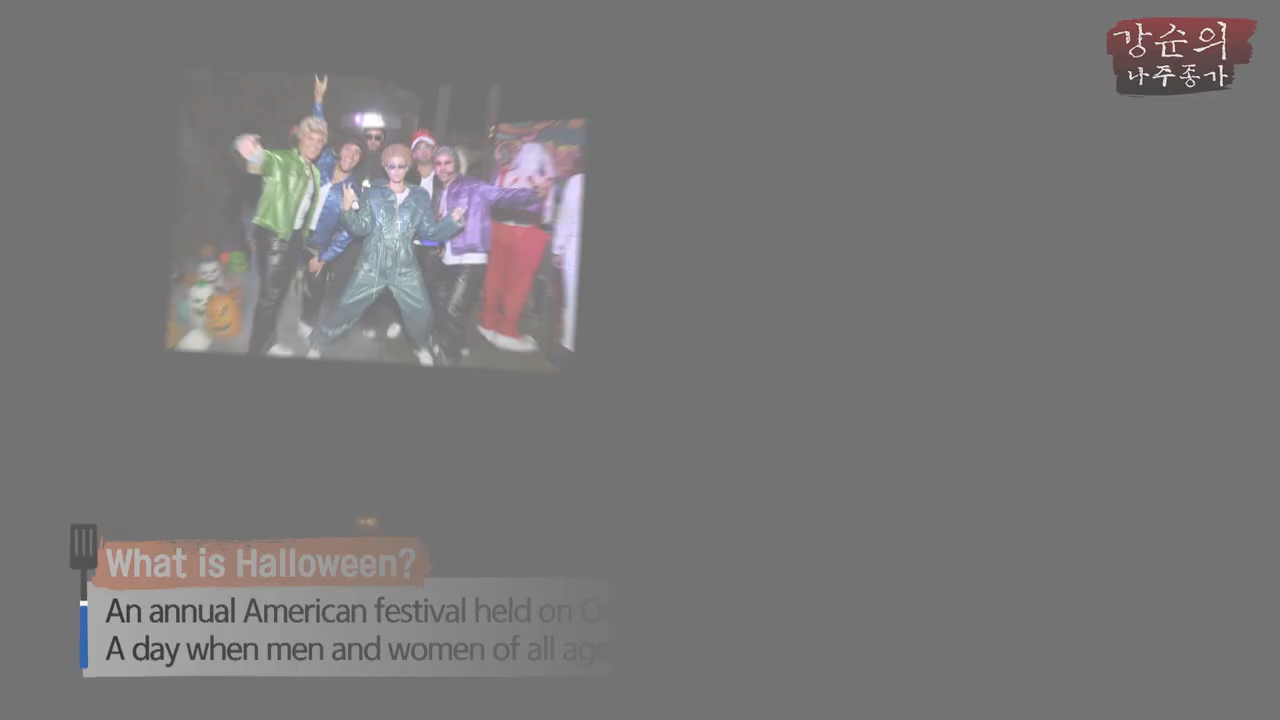 강순의
나주종가
What is Halloween?
An annual American festival held on
A day when men and women of all age